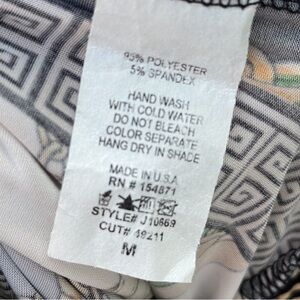 95% POLYESTER
5% SPANDEX
HAND WASH
WITH COLD WATER
DO NOT BLEACH
COLOR SEPARATE
HANG DRY IN SHADE
MADE IN U.S.A
RN # 154871
STYLE# J10669
CUT# 49211
M